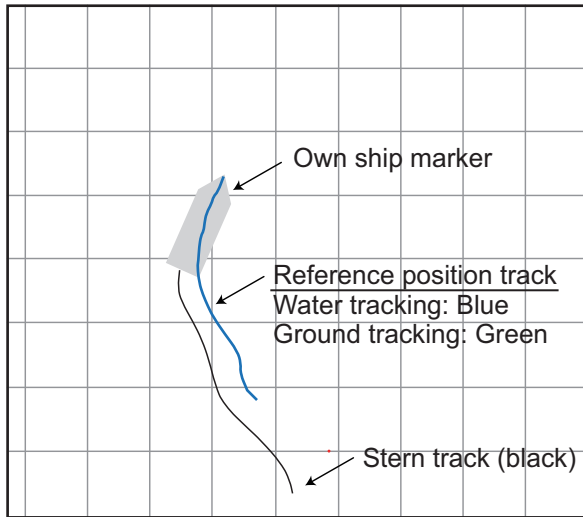 Own ship marker
Reference position track
Water tracking: Blue
Ground tracking: Green
Stern track (black)